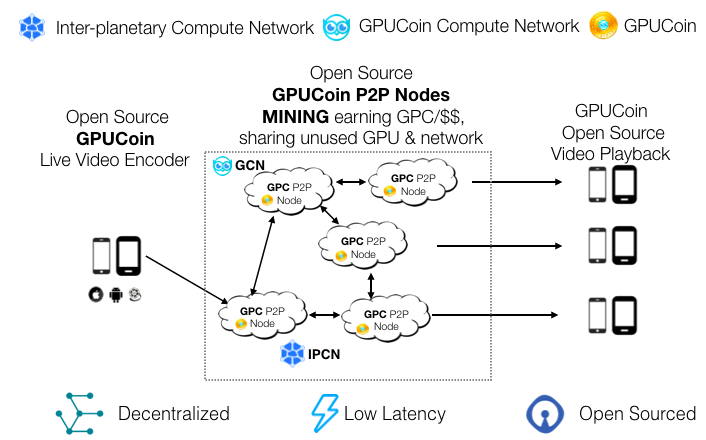 Inter-planetary Compute Network
GPUCoin Compute Network
GPUCoin
Open Source
GPUCoin
Live Video Encoder
Open Source
GPUCoin P2P Nodes
MINING earning GPC/$$,
sharing unused GPU & network
GPUCoin
Open Source
Video Playback
GCN
GPC P2P
Node
GPC P2P
Node
GPC P2P
Node
GPC P2P
Node
GPC P2P
Node
IPCN
Decentralized
Low Latency
Open Sourced